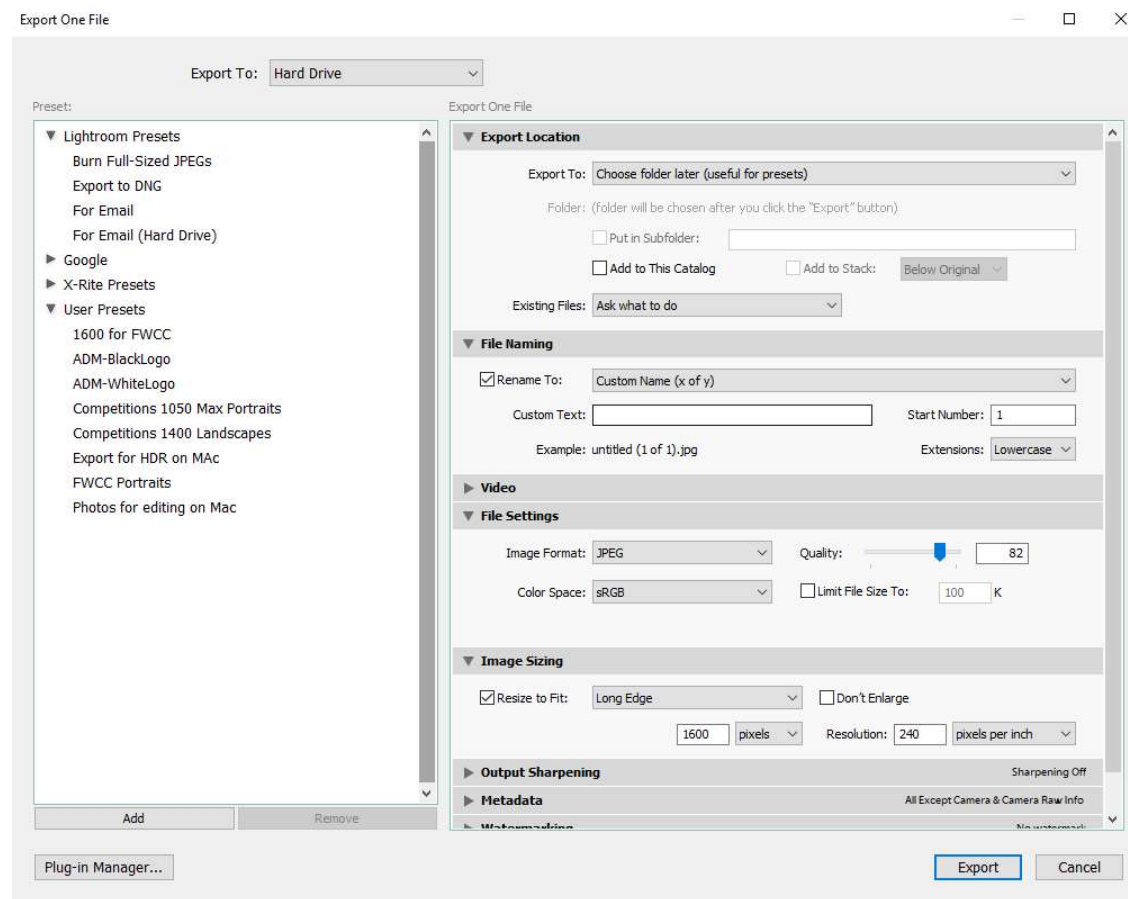 Export One File
Export To: Hard Drive
Preset:
Lightroom Presets
Burn Full-Sized JPEGs
Export to DNG
For Email
For Email (Hard Drive)
Google
X-Rite Presets
User Presets
1600 for FWCC
ADM-BlackLogo
ADM-WhiteLogo
Competitions 1050 Max Portraits
Competitions 1400 Landscapes
Export for HDR on MAc
FWCC Portraits
Photos for editing on Mac
Add Remove
Export One File
Export Location
Export To: Choose folder later (useful for presets)
Folder: (folder will be chosen after you click the "Export" button)
Put in Subfolder:
Add to This Catalog Add to Stack: Below Original
Existing Files: Ask what to do
File Naming
Rename To: Custom Name (x of y)
Custom Text: Start Number: 1
Example: untitled (1 of 1).jpg Extensions: Lowercase
Video
File Settings
Image Format: JPEG Quality: 82
Color Space: sRGB Limit File Size To: 100 K
Image Sizing
Resize to Fit: Long Edge Don't Enlarge
1600 pixels Resolution: 240 pixels per inch
Output Sharpening Sharpening Off
Metadata All Except Camera & Camera Raw Info
Watermarking No watermark
Plug-in Manager... Export Cancel